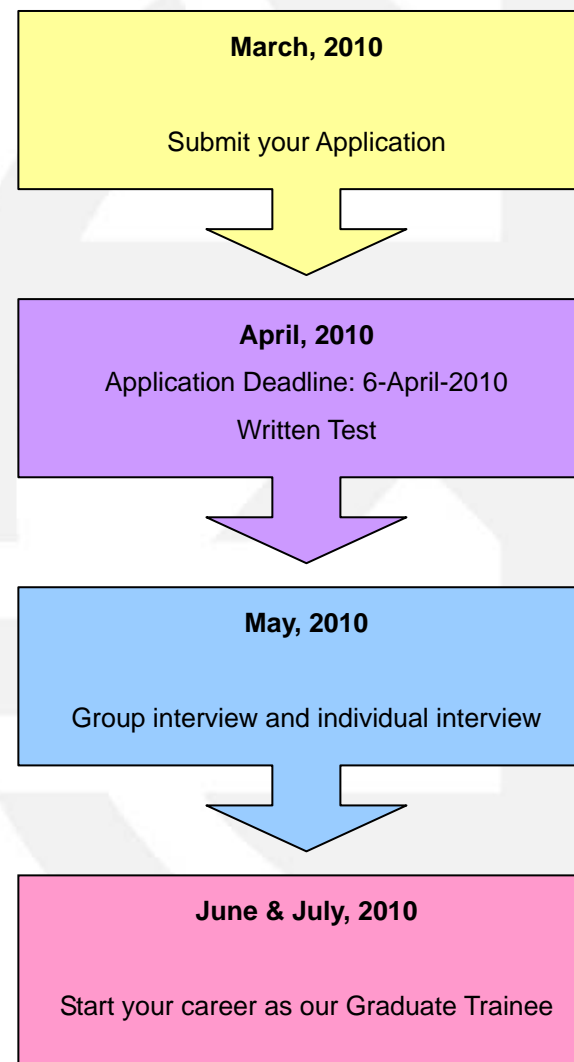 March, 2010
Submit your Application
April, 2010
Application Deadline: 6-April-2010
Written Test
May, 2010
Group interview and individual interview
June & July, 2010
Start your career as our Graduate Trainee